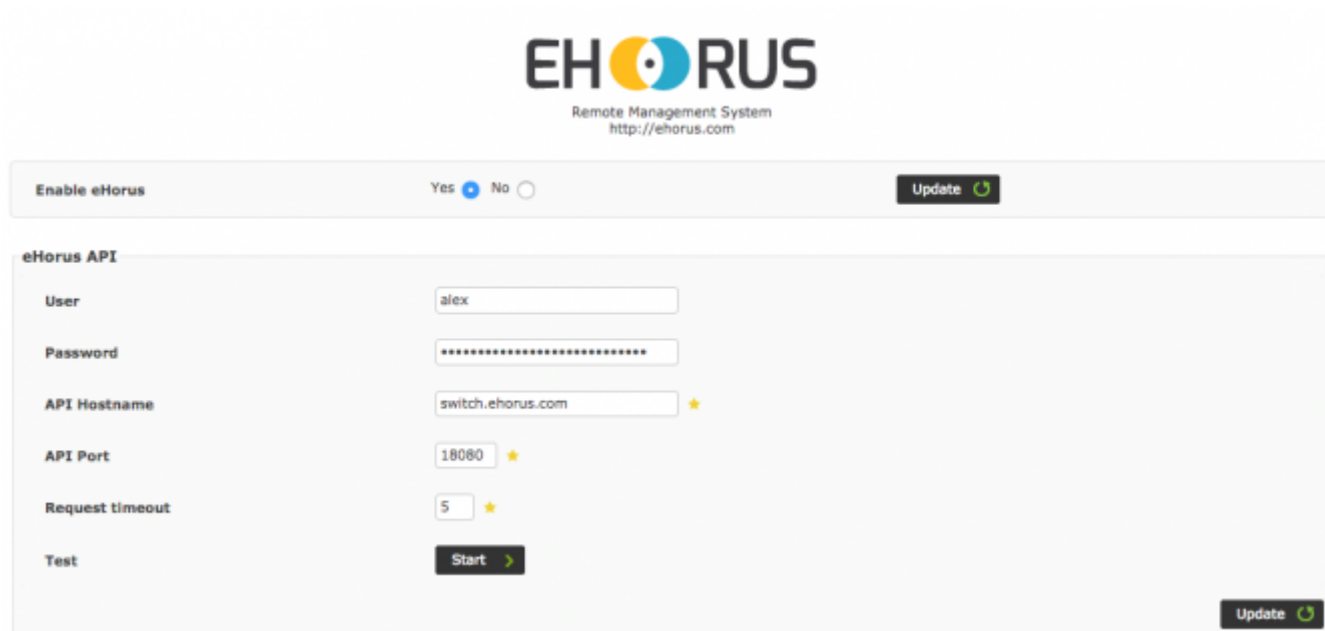 EHORUS
Remote Management System
http://ehorus.com
Enable eHorus Yes No Update
eHorus API
User alex
Password ••••••••••••••••••••••••••••
API Hostname switch.ehorus.com
API Port 18080
Request timeout 5
Test Start
Update